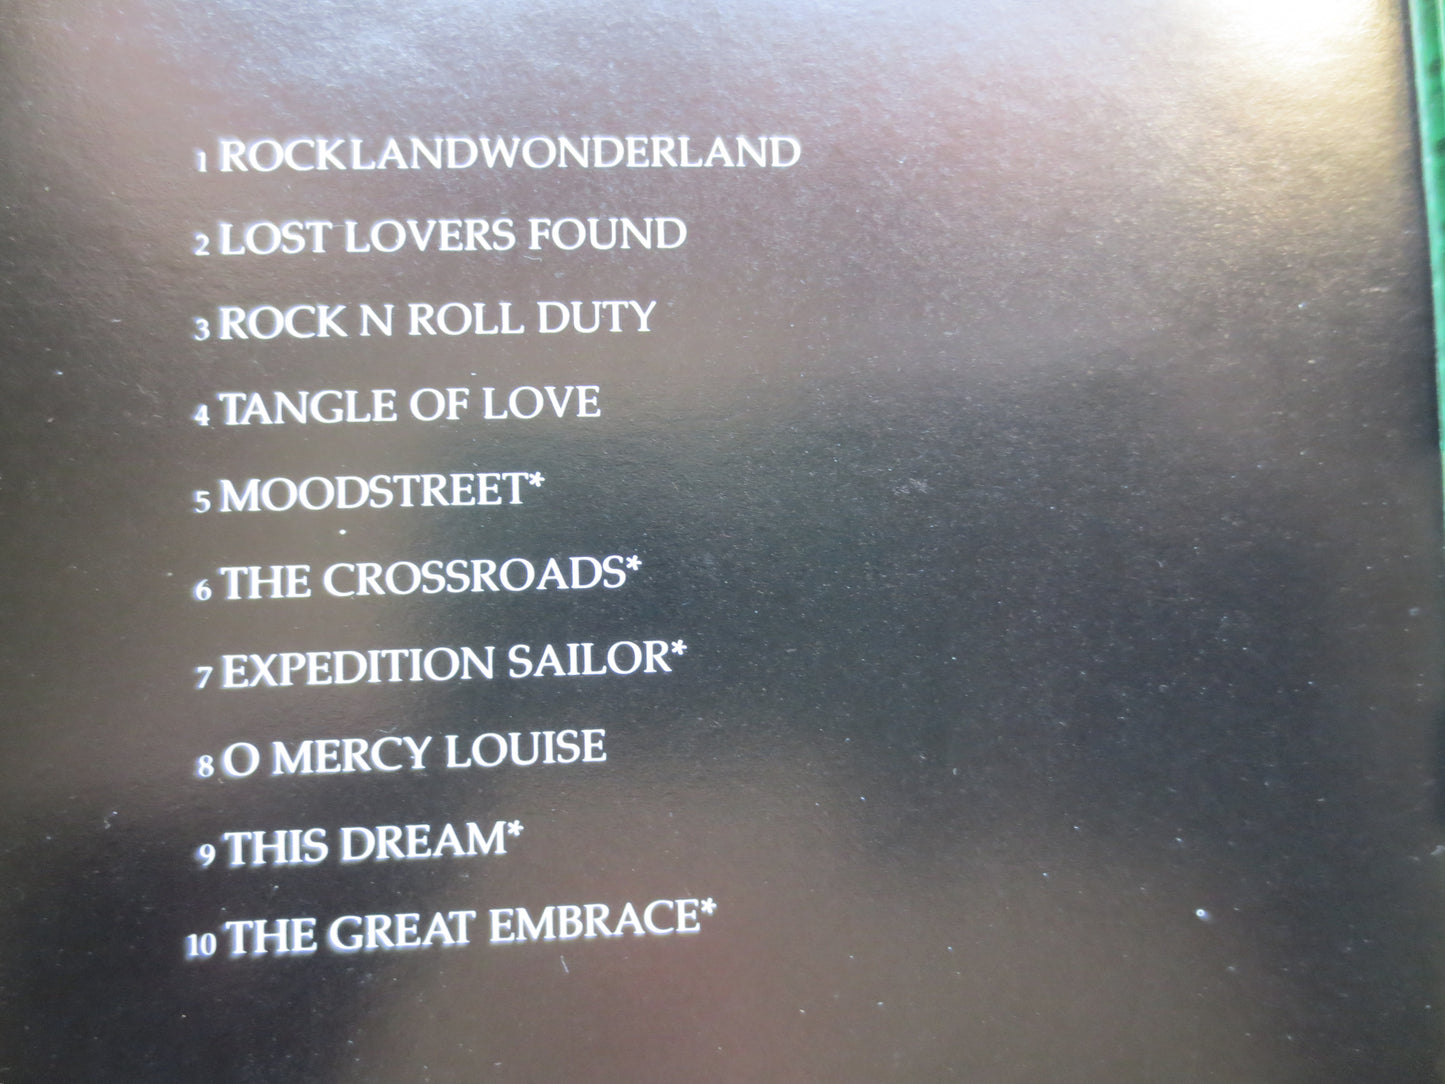 1 ROCKLANDWONDERLAND
2 LOST LOVERS FOUND
3 ROCK N ROLL DUTY
4 TANGLE OF LOVE
5 MOODSTREET*
6 THE CROSSROADS*
7 EXPEDITION SAILOR*
8 O MERCY LOUISE
9 THIS DREAM*
10 THE GREAT EMBRACE*